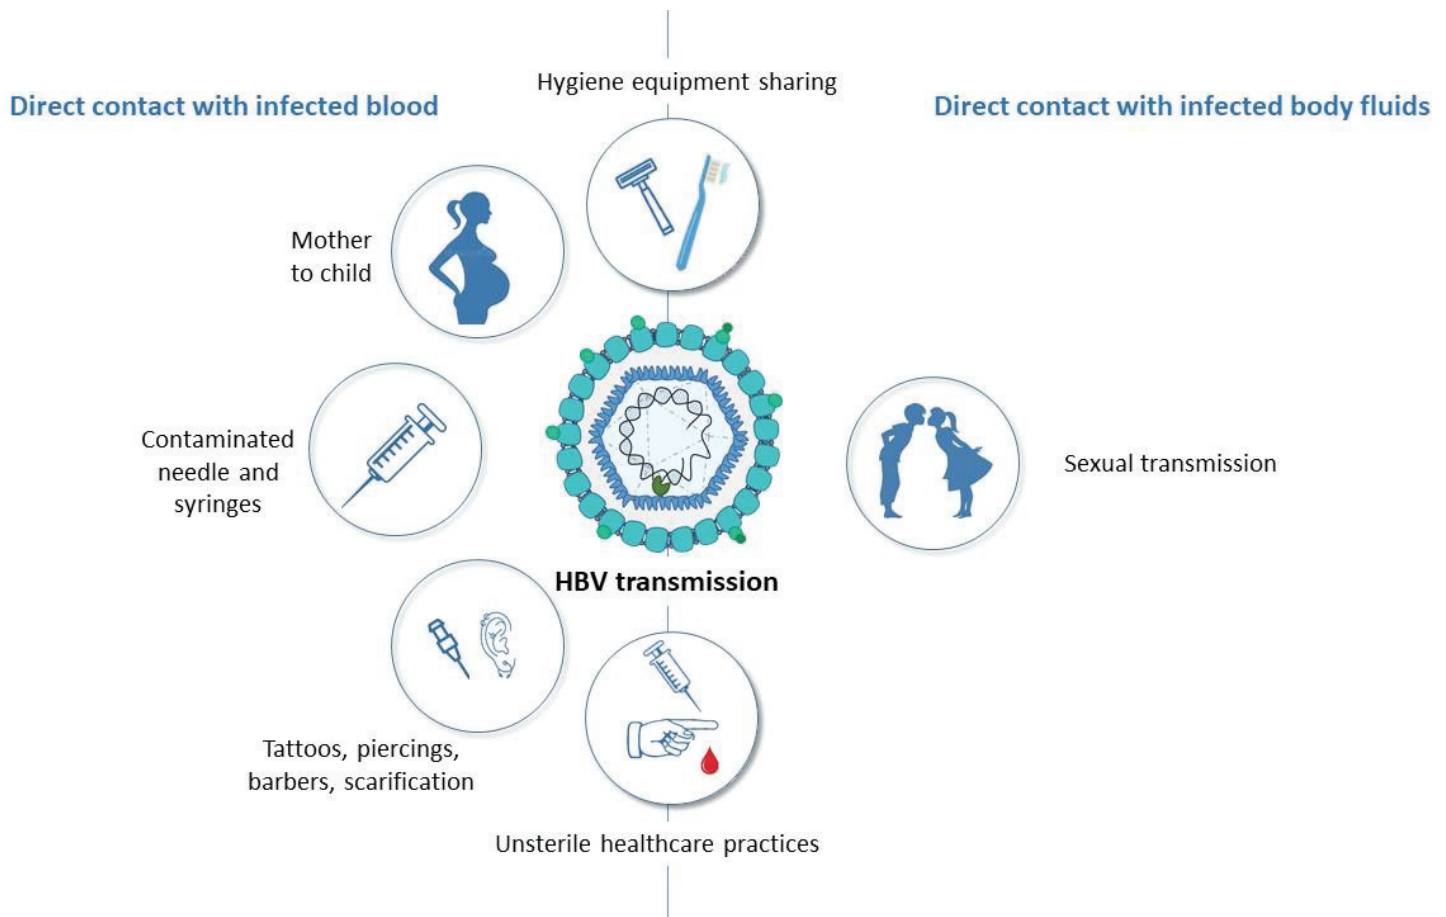 Hygiene equipment sharing
Direct contact with infected blood
Direct contact with infected body fluids
Mother
to child
Contaminated
needle and
syringes
Sexual transmission
HBV transmission
Tattoos, piercings,
barbers, scarification
Unsterile healthcare practices